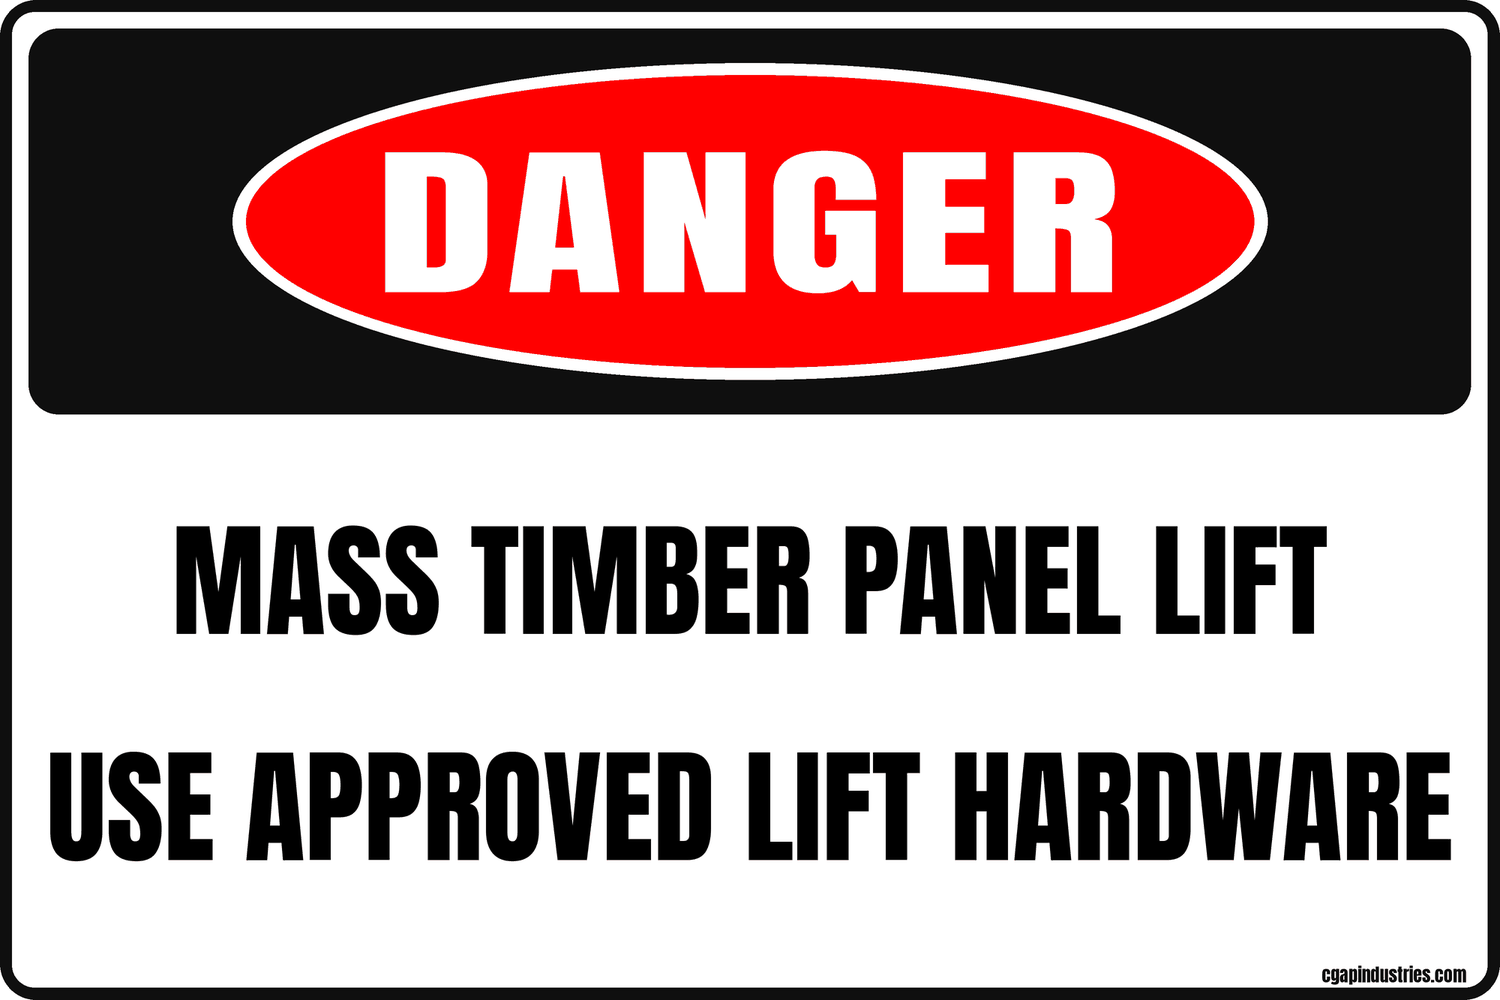 DANGER
MASS TIMBER PANEL LIFT
USE APPROVED LIFT HARDWARE
cgapindustries.com